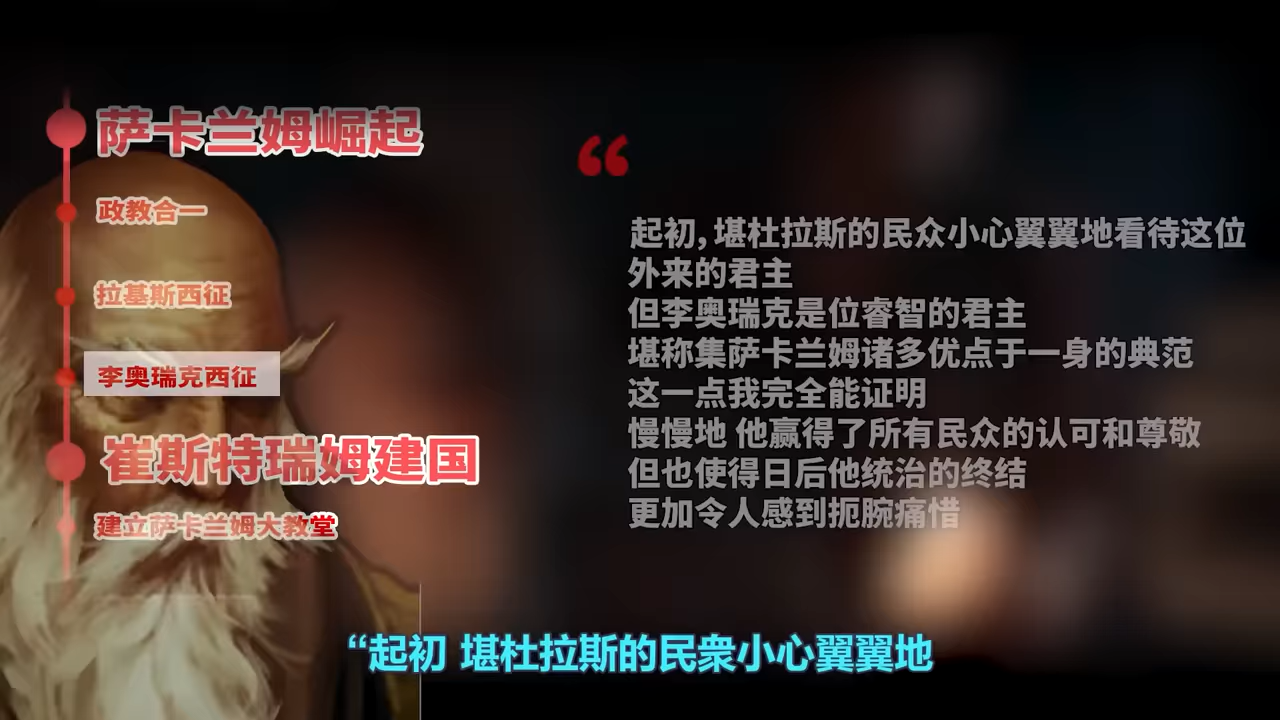 萨卡兰姆崛起
政教合一
拉基斯西征
李奥瑞克西征
崔斯特瑞姆建国
建立萨卡兰姆大教堂
“
起初,堪杜拉斯的民众小心翼翼地看待这位
外来的君主
但李奥瑞克是位睿智的君主
堪称集萨卡兰姆诸多优点于一身的典范
这一点我完全能证明
慢慢地 他赢得了所有民众的认可和尊敬
但也使得日后他统治的终结
更加令人感到扼腕痛惜
“起初 堪杜拉斯的民衆小心翼翼地